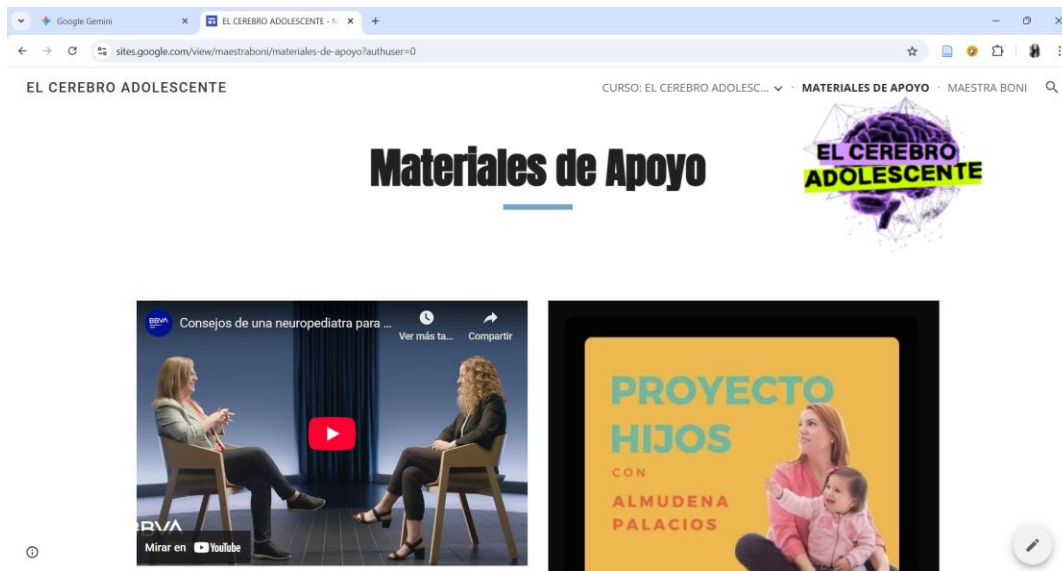 Google Gemini
EL CEREBRO ADOLESCENTE - M
sites.google.com/view/maestraboni/materiales-de-apoyo?authuser=0
EL CEREBRO ADOLESCENTE
CURSO: EL CEREBRO ADOLESC... · MATERIALES DE APOYO · MAESTRA BONI
Materiales de Apoyo
EL CEREBRO
ADOLESCENTE
BBVA
Consejos de una neuropediatra para ...
Ver más ta...
Compartir
PROYECTO
HIJOS
CON
ALMUDENA
PALACIOS
BBVA
Mirar en YouTube